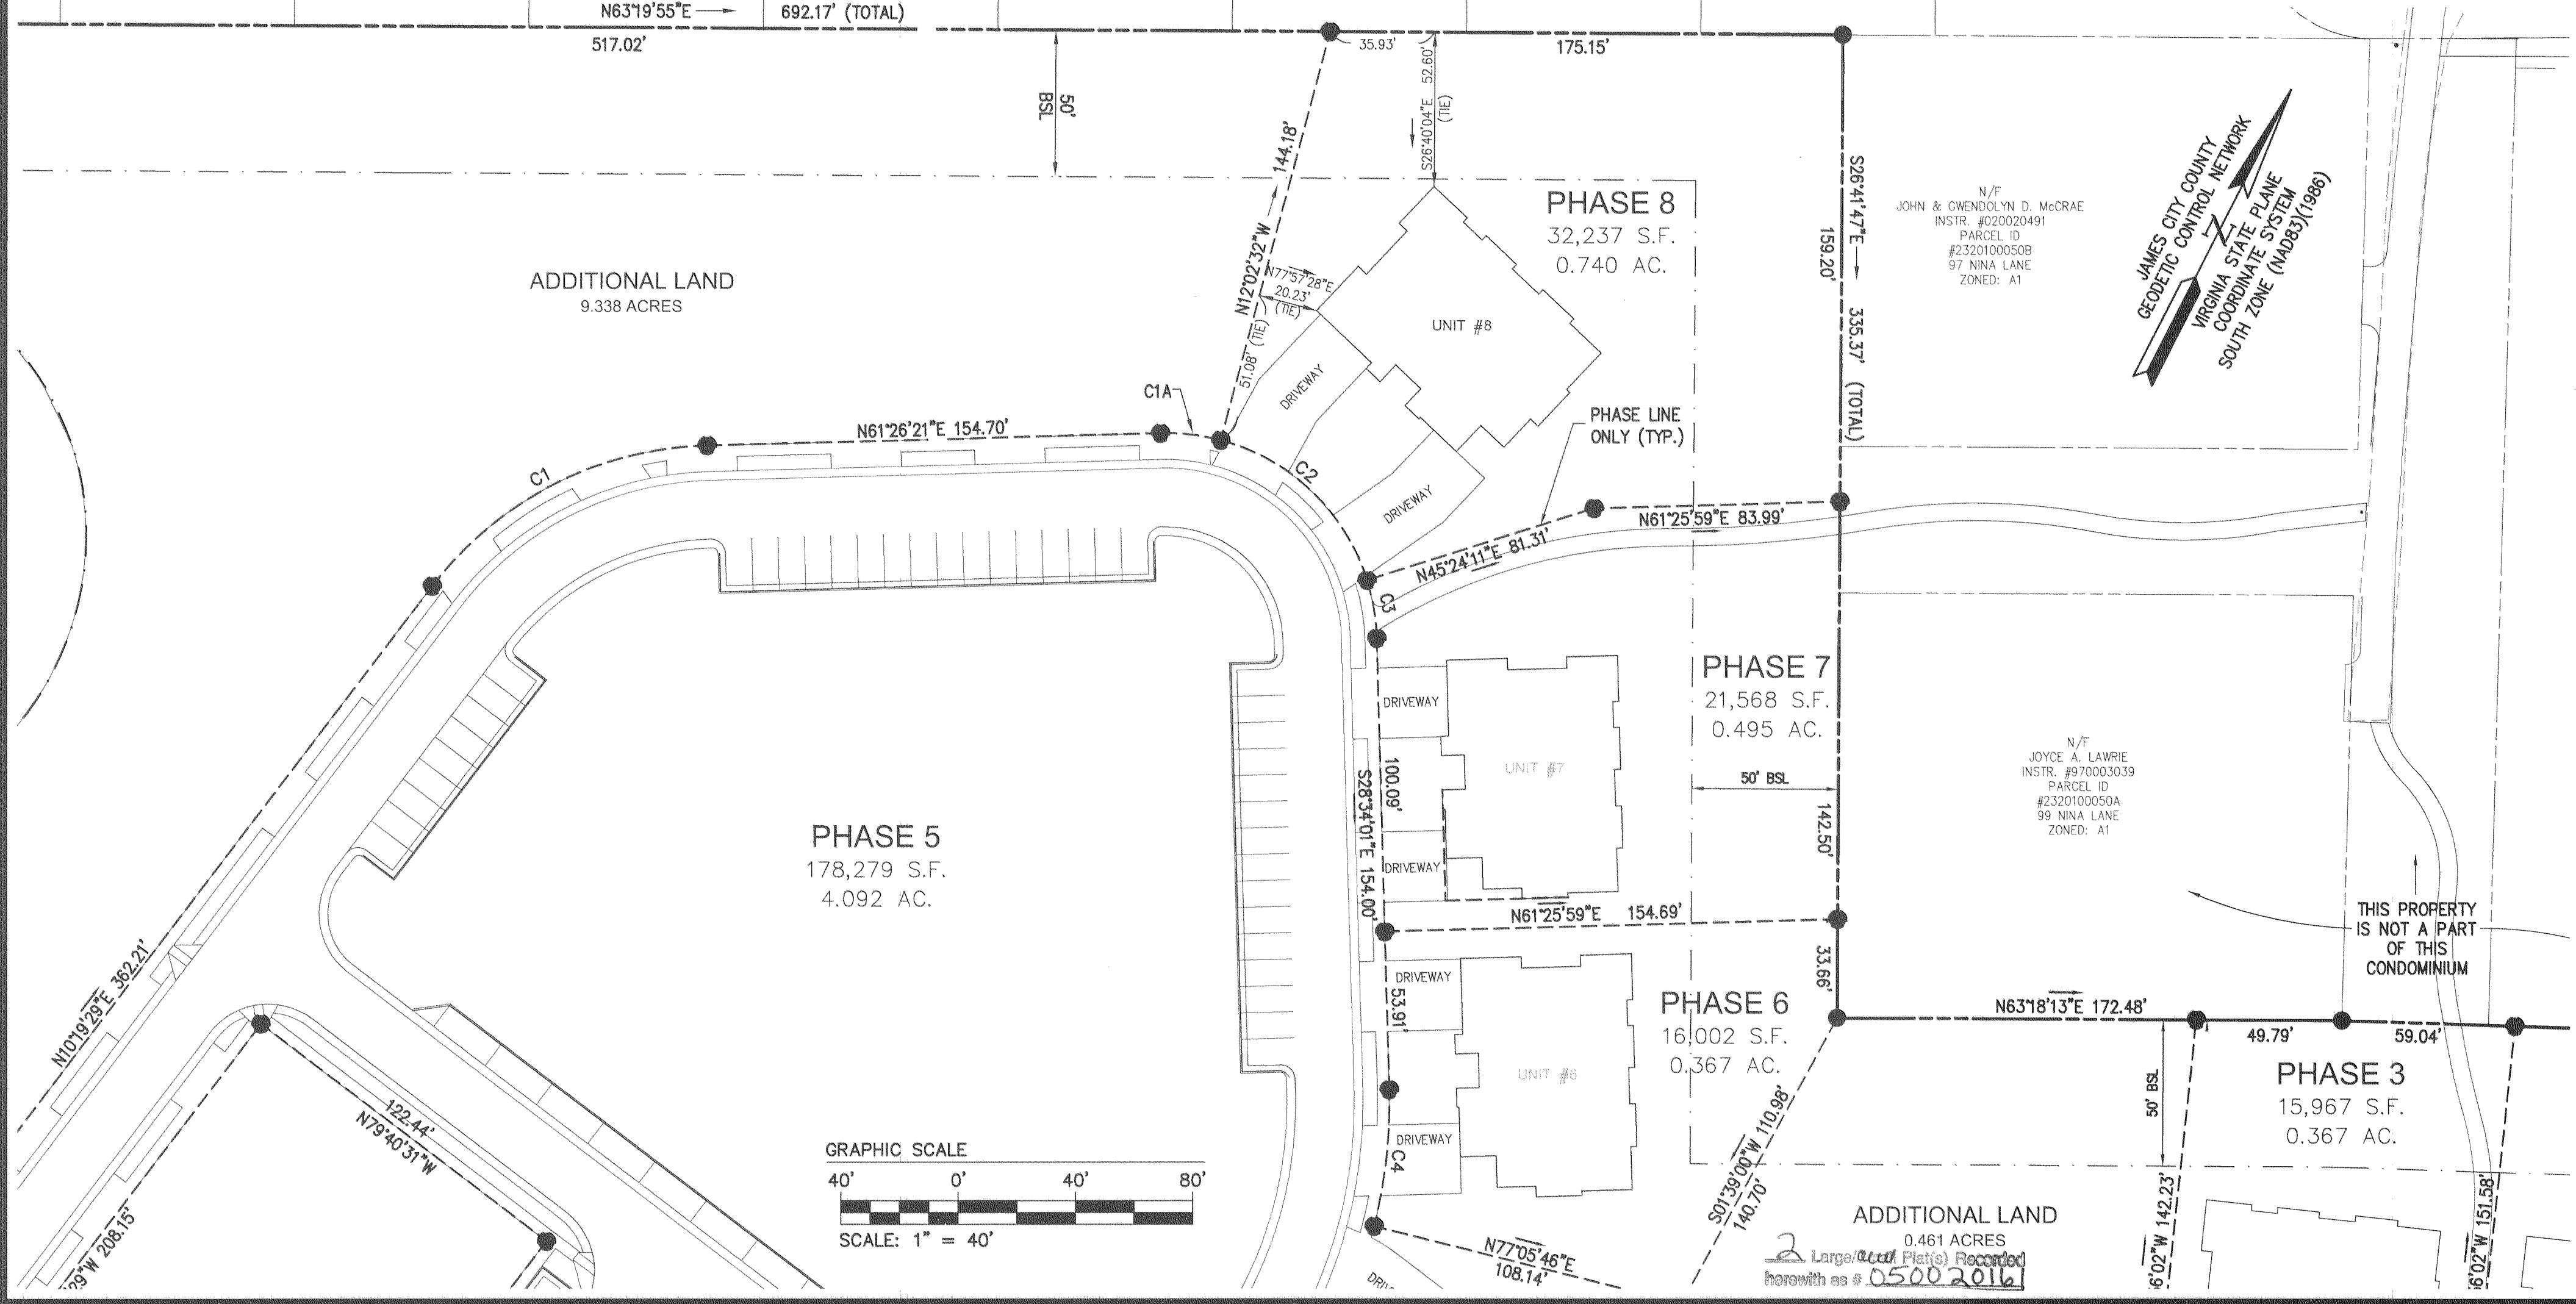 N63°19'55"E 692.17' (TOTAL)
517.02'
35.93'
175.15'
50'
BSL
S26°40'04"E 52.60'
(TIE)
N12°02'32"W 144.18'
N77°57'28"E
20.23'
(TIE)
51.08' (TIE)
PHASE 8
32,237 S.F.
0.740 AC.
UNIT #8
DRIVEWAY
DRIVEWAY
S26°41'47"E 335.37' (TOTAL)
159.20'
N/F
JOHN & GWENDOLYN D. McCRAE
INSTR. #020020491
PARCEL ID
#2320100050B
97 NINA LANE
ZONED: A1
JAMES CITY COUNTY
GEODETIC CONTROL NETWORK
VIRGINIA STATE PLANE
COORDINATE SYSTEM
SOUTH ZONE (NAD83)(1986)
ADDITIONAL LAND
9.338 ACRES
C1A
N61°26'21"E 154.70'
C1
C2
PHASE LINE
ONLY (TYP.)
N61°25'59"E 83.99'
N45°24'11"E 81.31'
C3
PHASE 7
21,568 S.F.
0.495 AC.
DRIVEWAY
UNIT #7
DRIVEWAY
100.09'
S28°34'01"E 154.00'
50' BSL
142.50'
N/F
JOYCE A. LAWRIE
INSTR. #970003039
PARCEL ID
#2320100050A
99 NINA LANE
ZONED: A1
PHASE 5
178,279 S.F.
4.092 AC.
N61°25'59"E 154.69'
THIS PROPERTY
IS NOT A PART
OF THIS
CONDOMINIUM
33.66'
DRIVEWAY
53.91'
UNIT #6
DRIVEWAY
C4
PHASE 6
16,002 S.F.
0.367 AC.
N63°18'13"E 172.48'
49.79'
59.04'
PHASE 3
15,967 S.F.
0.367 AC.
50' BSL
N10°19'29"E 362.21'
122.44'
N79°40'31"W
29"W 208.15'
GRAPHIC SCALE
40' 0' 40' 80'
SCALE: 1" = 40'
S01°39'00"W 110.98'
140.70'
N77°05'46"E
108.14'
6'02"W 142.23'
6'02"W 151.58'
ADDITIONAL LAND
0.461 ACRES
2 Large/ Plat(s) Recorded
herewith as # 050020161